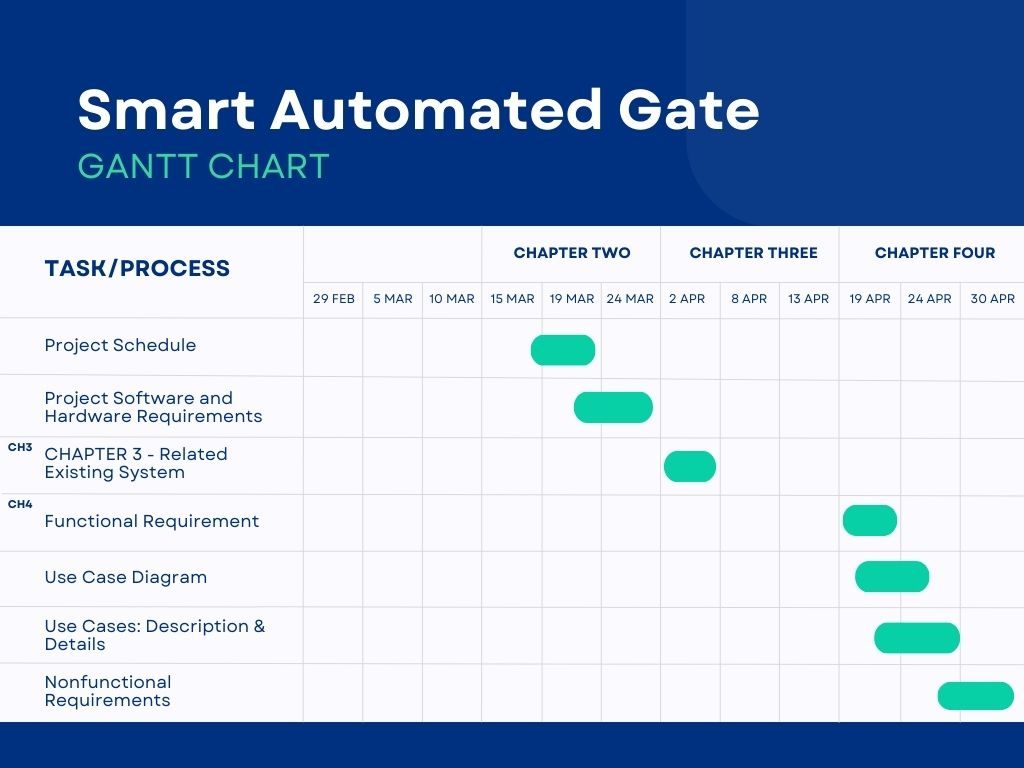 Smart Automated Gate
GANTT CHART
TASK/PROCESS
CHAPTER TWO
CHAPTER THREE
CHAPTER FOUR
29 FEB
5 MAR
10 MAR
15 MAR
19 MAR
24 MAR
2 APR
8 APR
13 APR
19 APR
24 APR
30 APR
Project Schedule
Project Software and
Hardware Requirements
CH3
CHAPTER 3 - Related
Existing System
CH4
Functional Requirement
Use Case Diagram
Use Cases: Description &
Details
Nonfunctional
Requirements